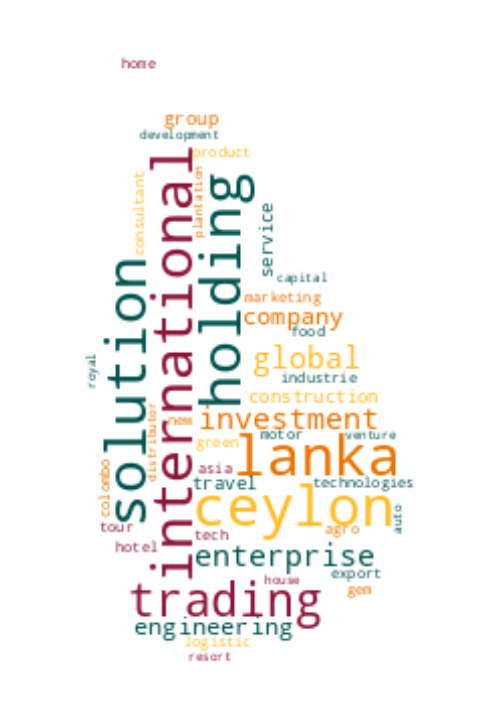 home
group
development
product
consultant
plantation
international
holding
service
solution
capital
marketing
company
food
royal
global
industrie
construction
distributor
new
investment
motor
venture
green
lanka
colombo
asia
travel
technologies
ceylon
auto
tour
tech
agro
hotel
enterprise
export
house
gem
trading
engineering
logistic
resort